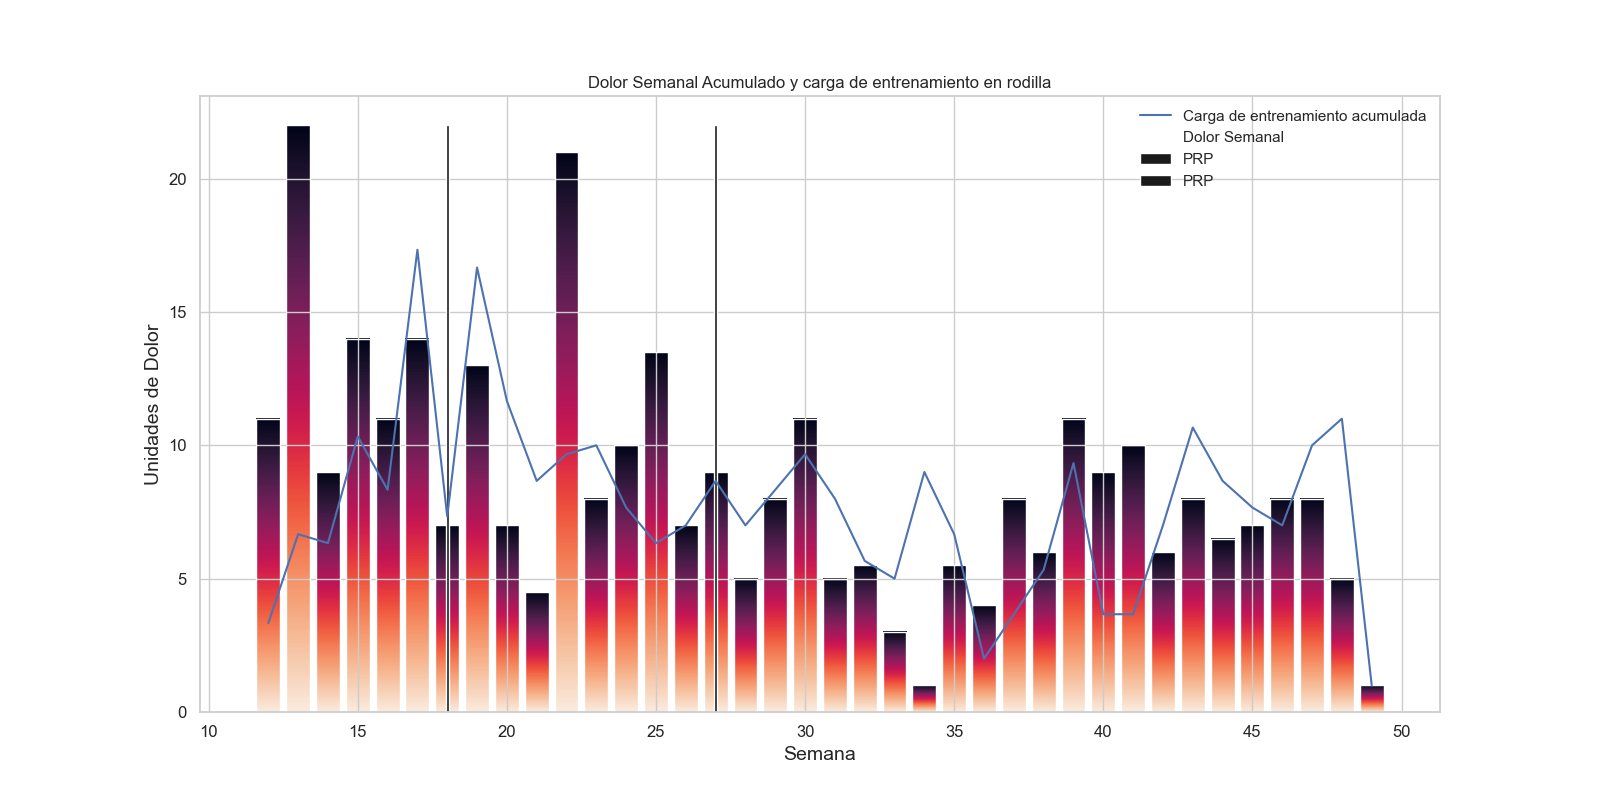 Dolor Semanal Acumulado y carga de entrenamiento en rodilla
Carga de entrenamiento acumulada
Dolor Semanal
PRP
PRP
Unidades de Dolor
20
15
10
5
0
10 15 20 25 30 35 40 45 50
Semana